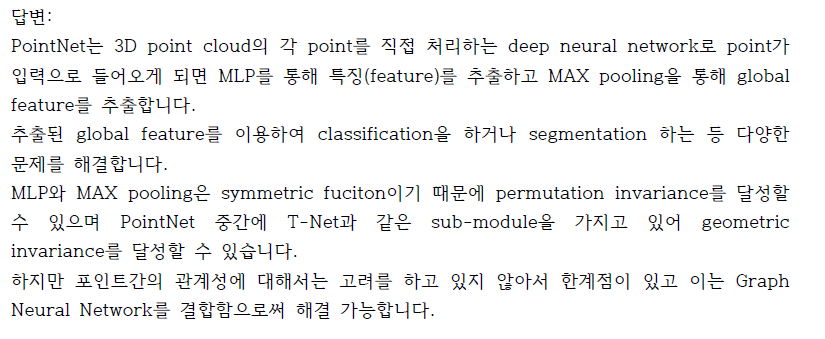 답변:
PointNet는 3D point cloud의 각 point를 직접 처리하는 deep neural network로 point가
입력으로 들어오게 되면 MLP를 통해 특징(feature)를 추출하고 MAX pooling을 통해 global
feature를 추출합니다.
추출된 global feature를 이용하여 classification을 하거나 segmentation 하는 등 다양한
문제를 해결합니다.
MLP와 MAX pooling은 symmetric fuciton이기 때문에 permutation invariance를 달성할
수 있으며 PointNet 중간에 T-Net과 같은 sub-module을 가지고 있어 geometric
invariance를 달성할 수 있습니다.
하지만 포인트간의 관계성에 대해서는 고려를 하고 있지 않아서 한계점이 있고 이는 Graph
Neural Network를 결합함으로써 해결 가능합니다.